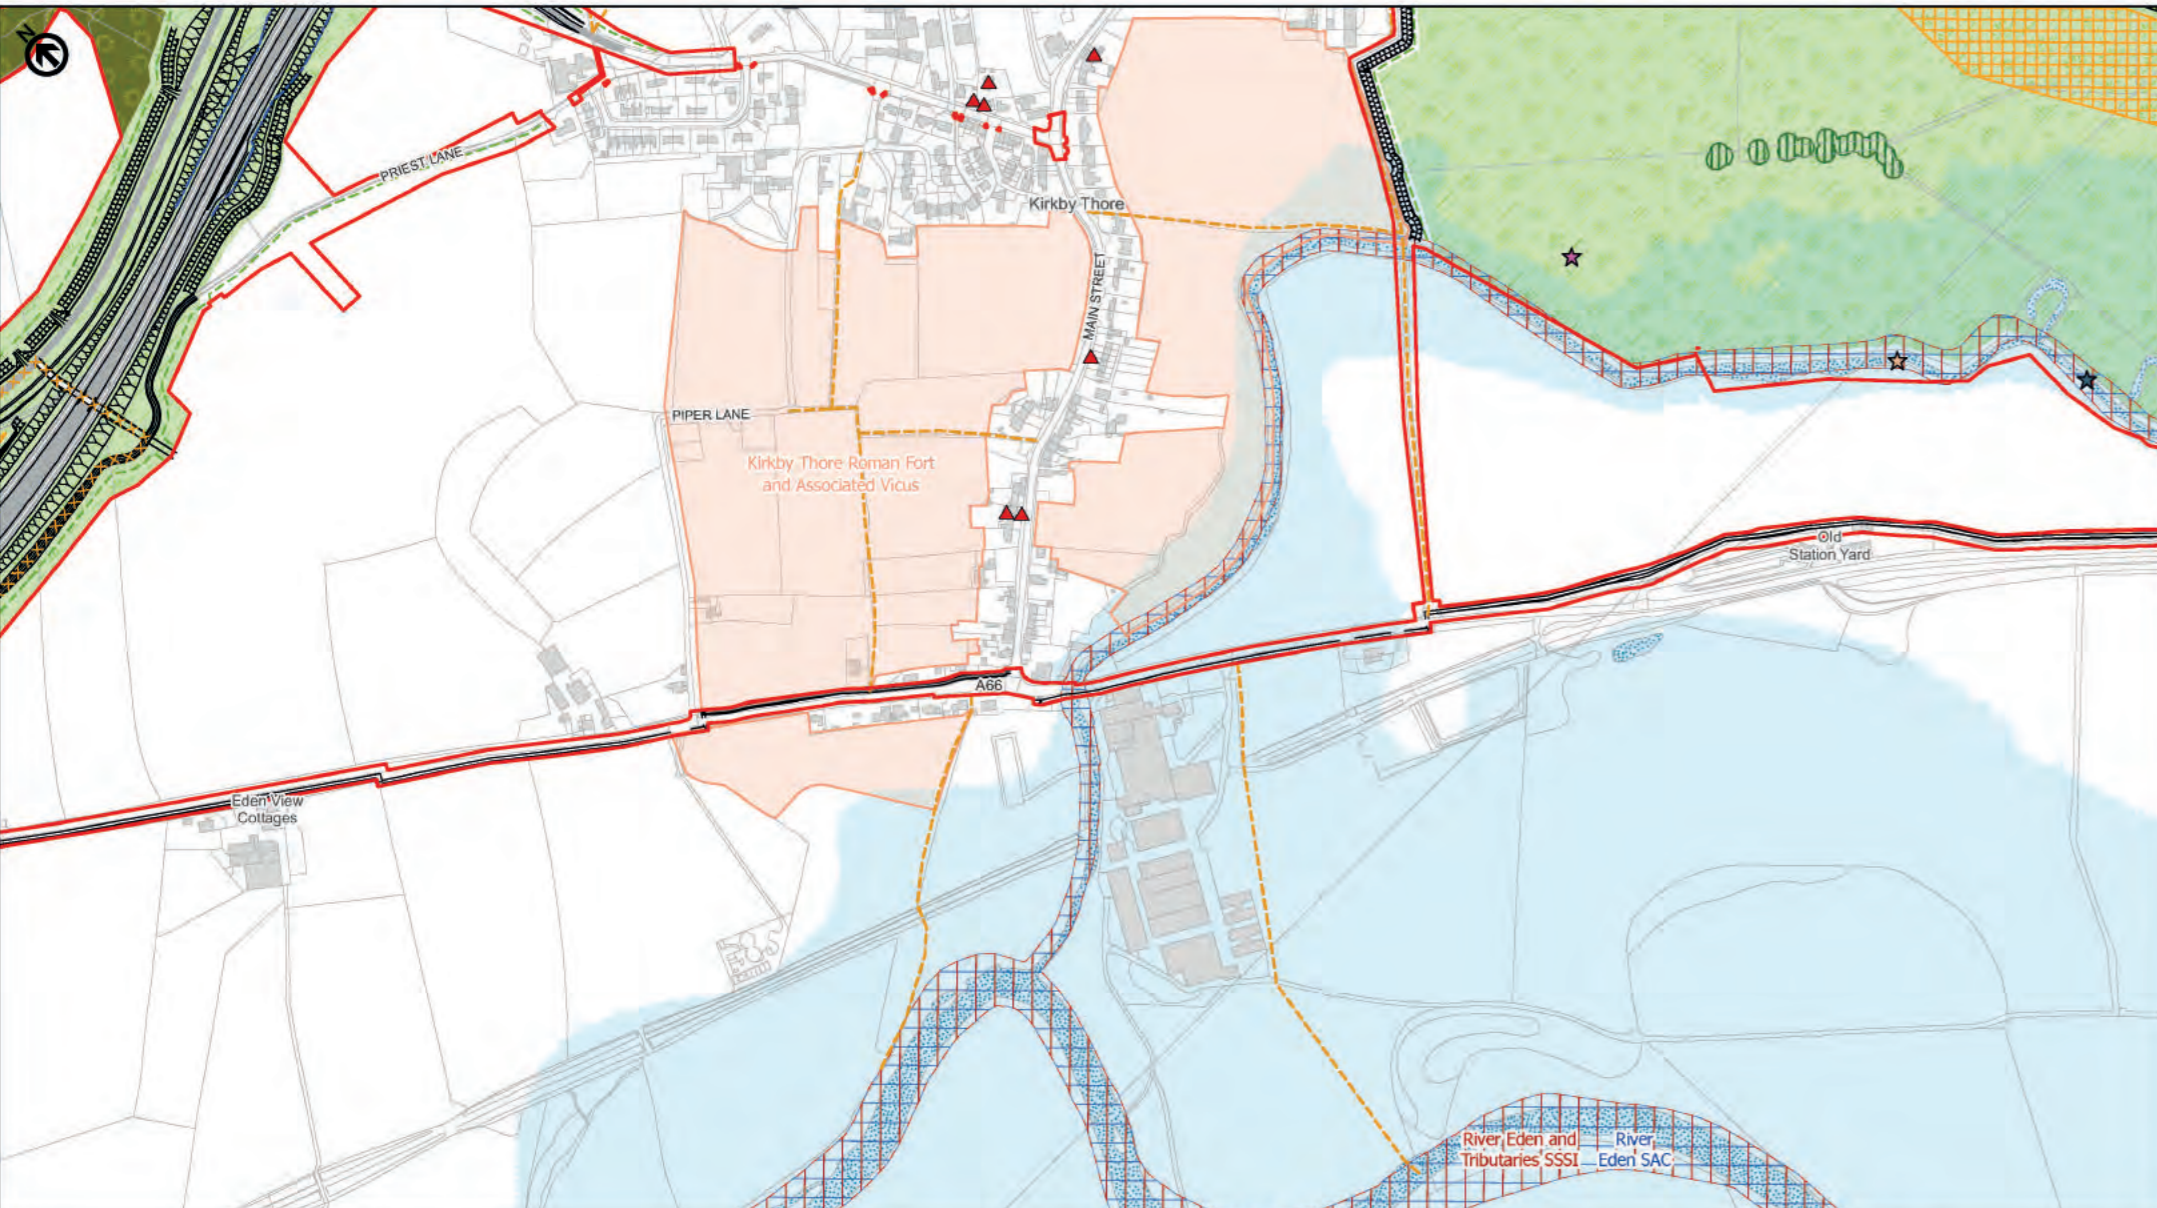 N
PRIEST LANE
Kirkby Thore
MAIN STREET
PIPER LANE
Kirkby Thore Roman Fort
and Associated Vicus
Old
Station Yard
A66
Eden View
Cottages
River Eden and
Tributaries SSSI
River
Eden SAC